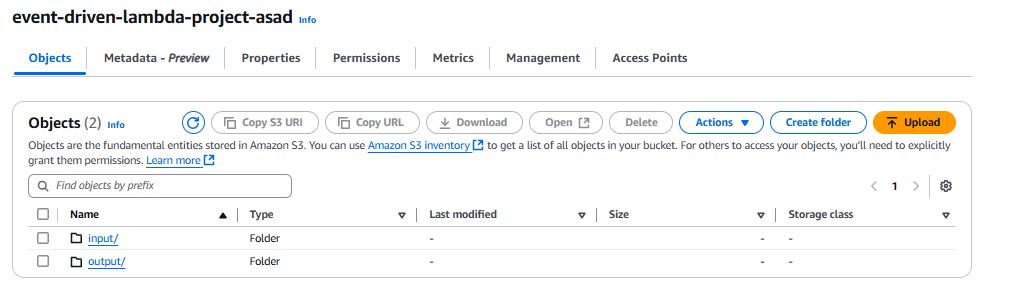 event-driven-lambda-project-asad Info
Objects Metadata - Preview Properties Permissions Metrics Management Access Points
Objects (2) Info Copy S3 URI Copy URL Download Open Delete Actions Create folder Upload
Objects are the fundamental entities stored in Amazon S3. You can use Amazon S3 inventory to get a list of all objects in your bucket. For others to access your objects, you'll need to explicitly
grant them permissions. Learn more
Find objects by prefix 1
Name Type Last modified Size Storage class
input/ Folder - - -
output/ Folder - - -